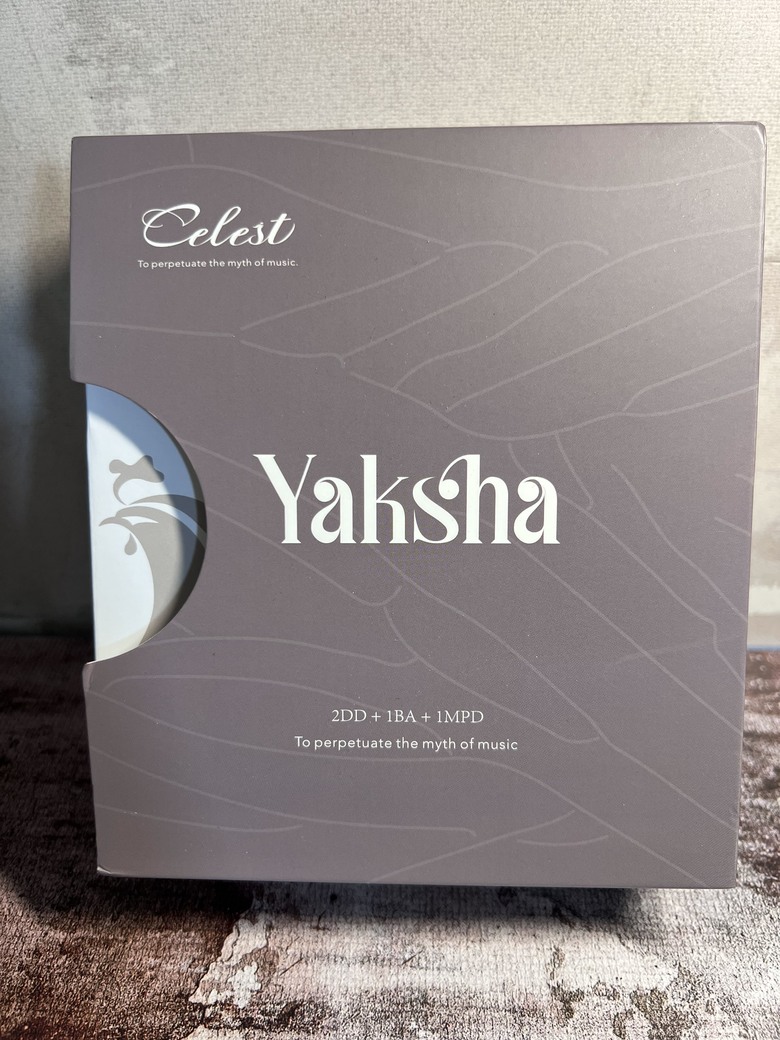 Celest
To perpetuate the myth of music.
Yaksha
2DD + 1BA + 1MPD
To perpetuate the myth of music